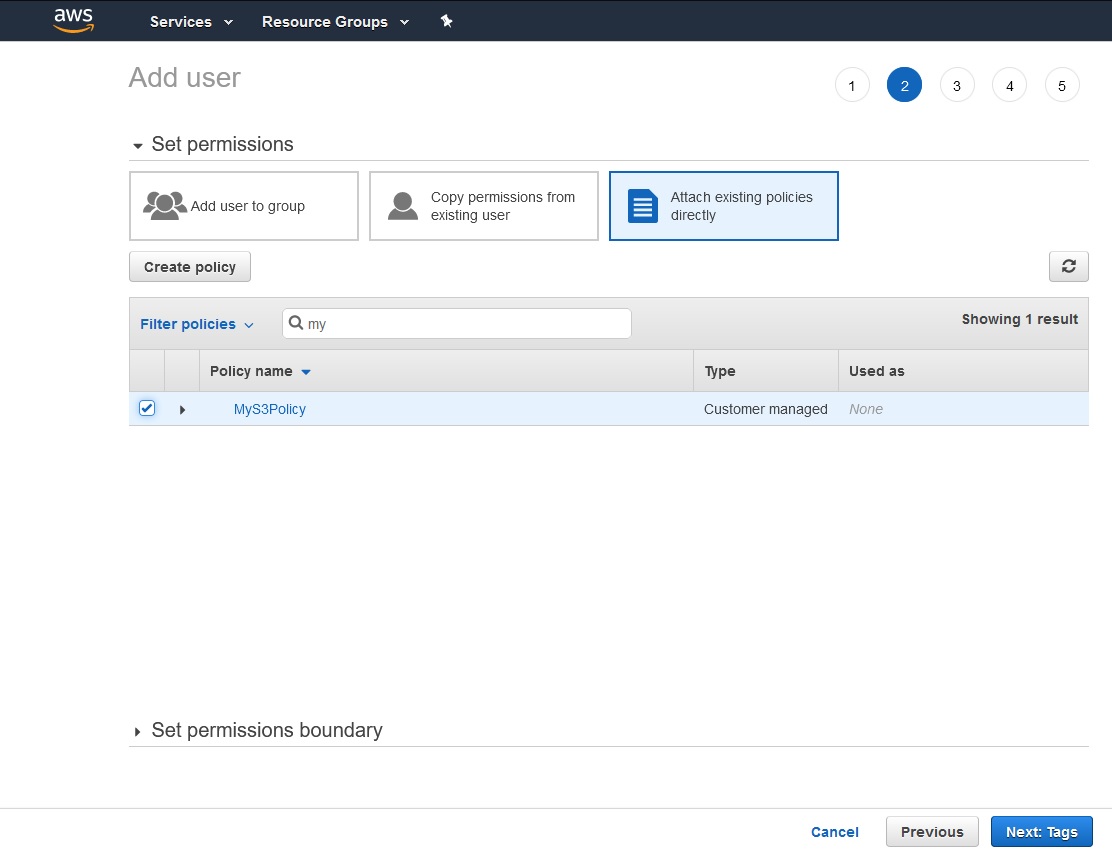 aws Services Resource Groups
Add user
1 2 3 4 5
Set permissions
Add user to group
Copy permissions from
existing user
Attach existing policies
directly
Create policy
Filter policies my Showing 1 result
Policy name Type Used as
MyS3Policy Customer managed None
Set permissions boundary
Cancel Previous Next: Tags